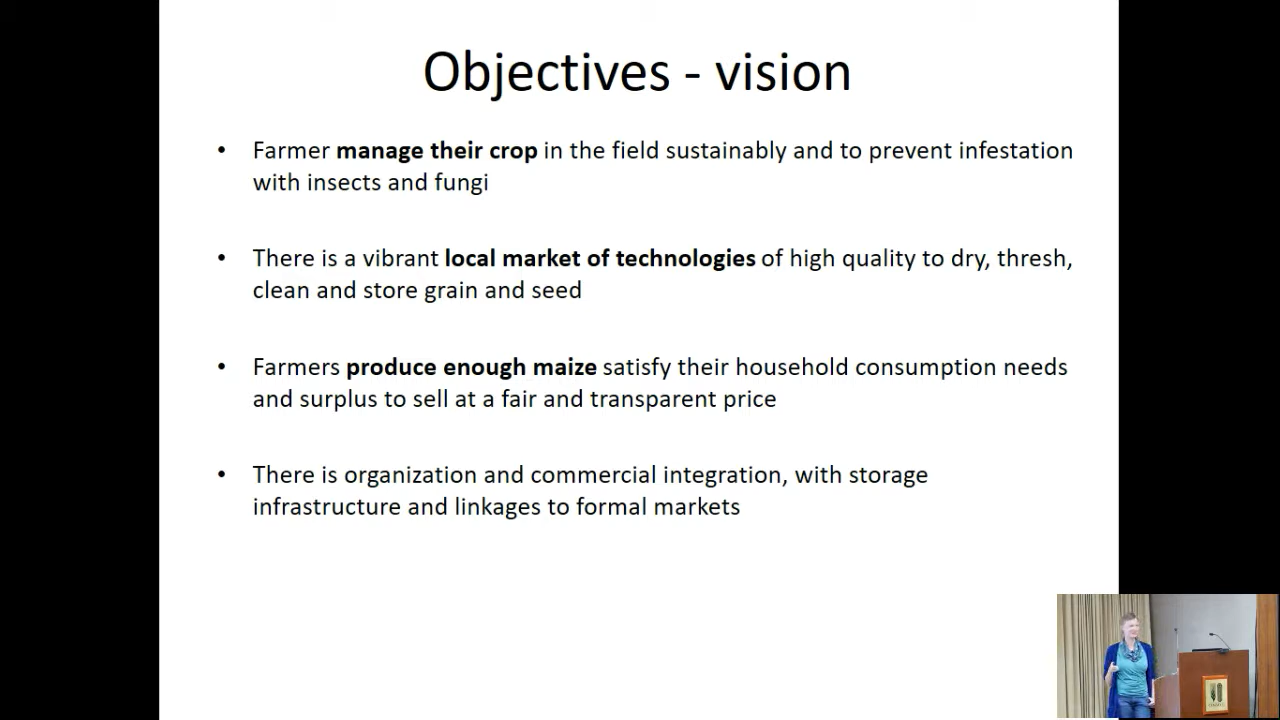 Objectives - vision
• Farmer manage their crop in the field sustainably and to prevent infestation
with insects and fungi
• There is a vibrant local market of technologies of high quality to dry, thresh,
clean and store grain and seed
• Farmers produce enough maize satisfy their household consumption needs
and surplus to sell at a fair and transparent price
• There is organization and commercial integration, with storage
infrastructure and linkages to formal markets